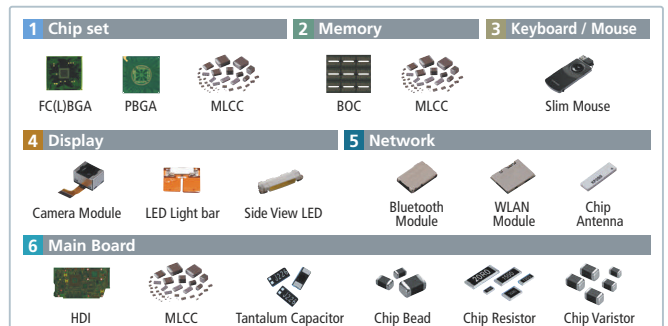 1 Chip set
2 Memory
3 Keyboard / Mouse
FC(L)BGA
PBGA
MLCC
BOC
MLCC
Slim Mouse
4 Display
5 Network
Camera Module
LED Light bar
Side View LED
Bluetooth
Module
WLAN
Module
Chip
Antenna
6 Main Board
HDI
MLCC
Tantalum Capacitor
Chip Bead
Chip Resistor
Chip Varistor